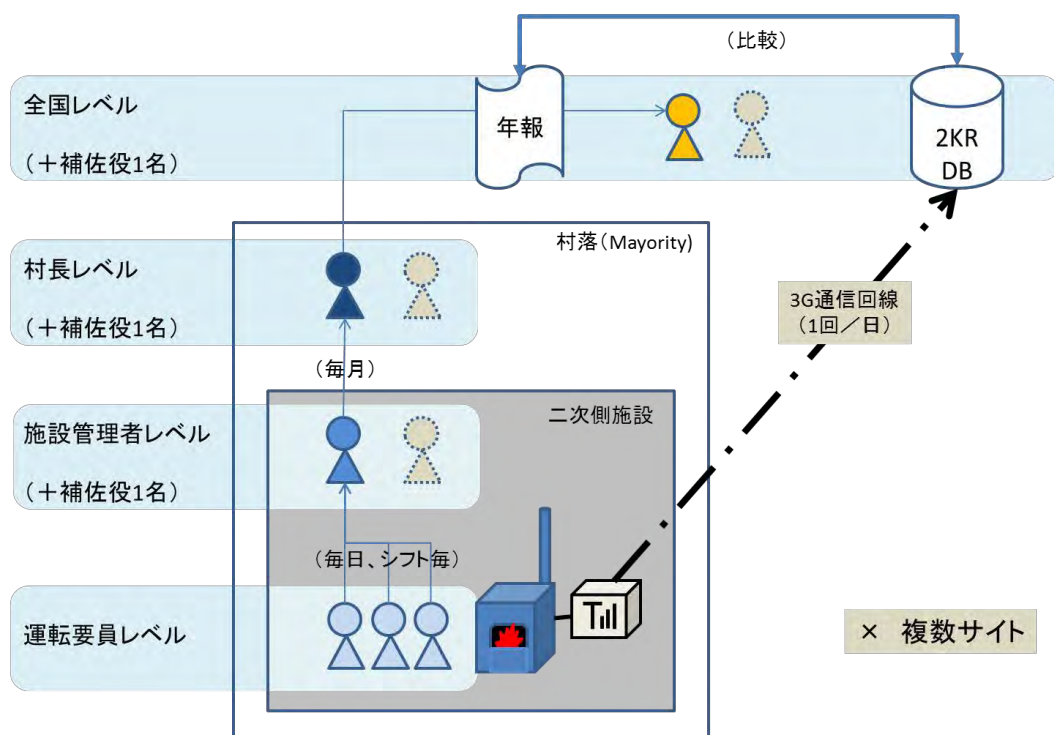 （比較）
全国レベル
（＋補佐役1名）
年報
2KR
DB
村落（Mayority)
村長レベル
（＋補佐役1名）
3G通信回線
（1回／日）
（毎月）
二次側施設
施設管理者レベル
（＋補佐役1名）
（毎日、シフト毎）
運転要員レベル
× 複数サイト